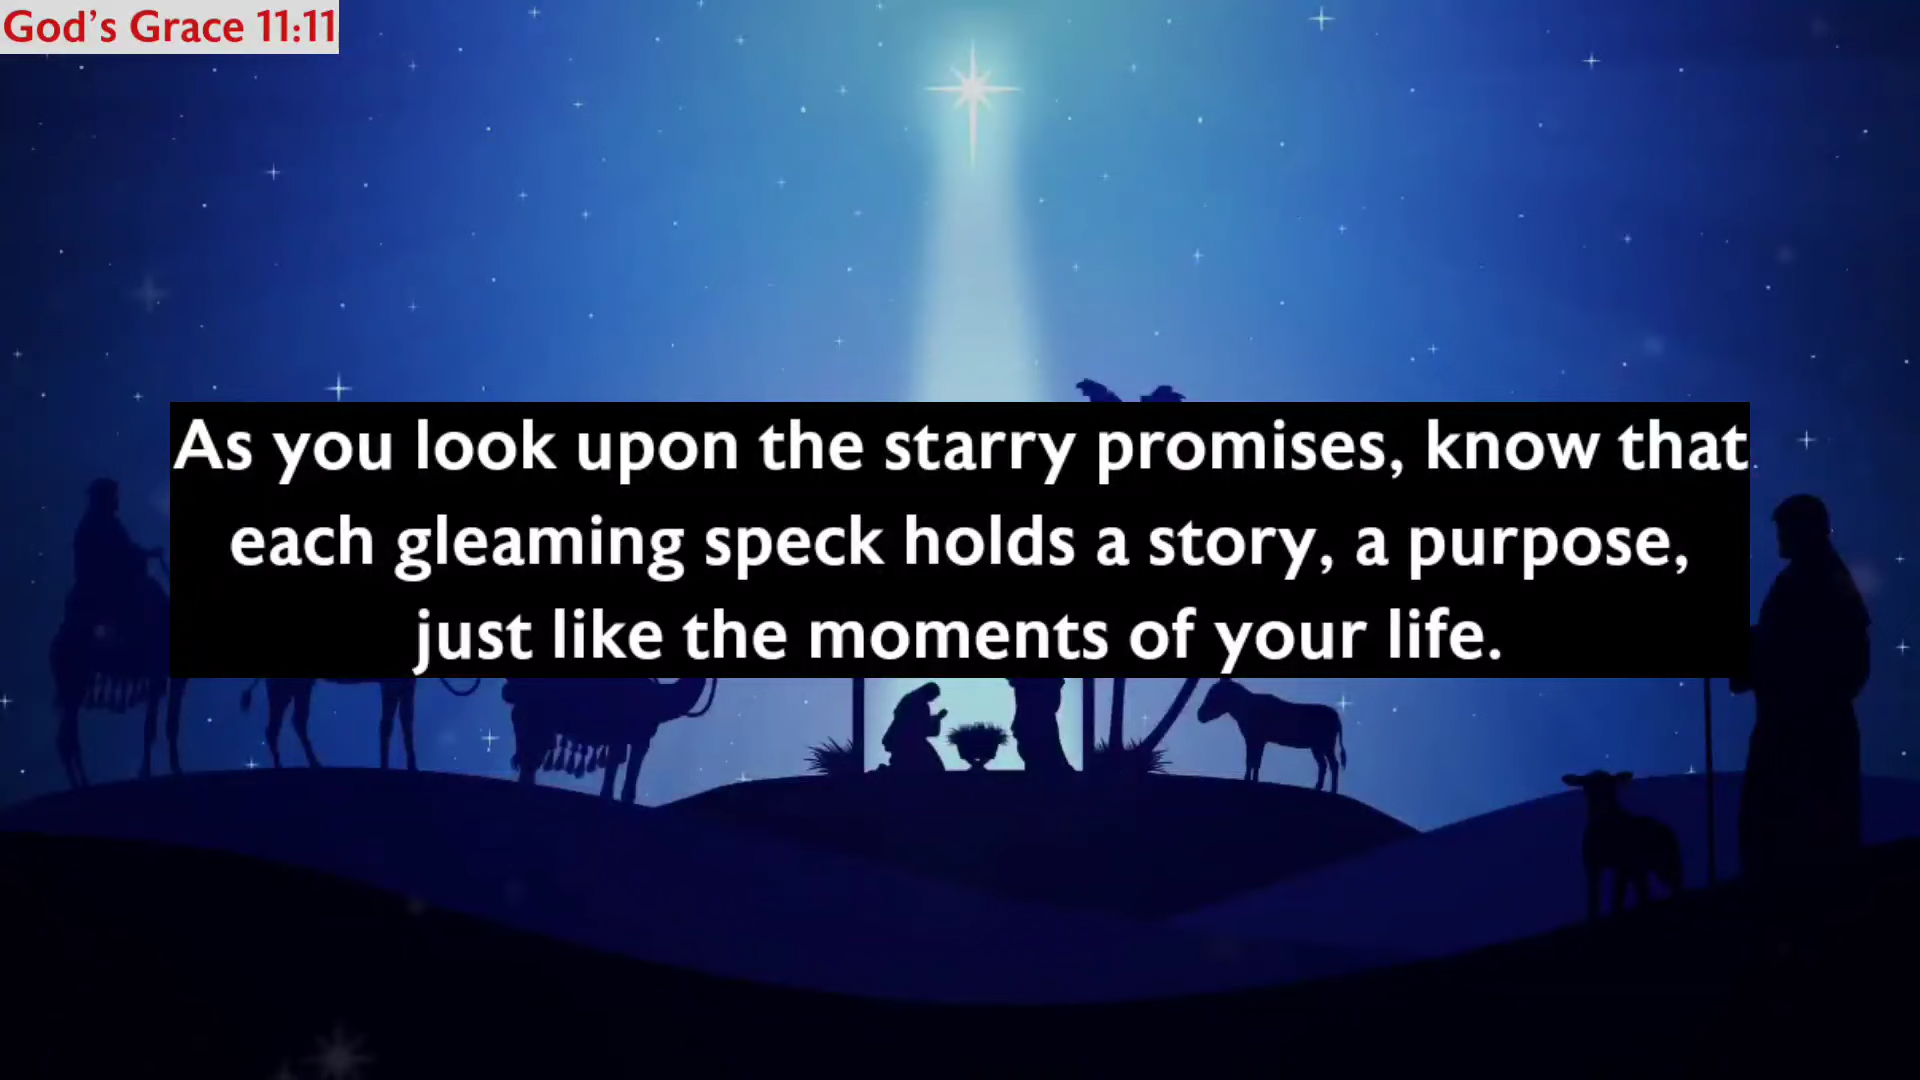 God's Grace 11:11
As you look upon the starry promises, know that
each gleaming speck holds a story, a purpose,
just like the moments of your life.